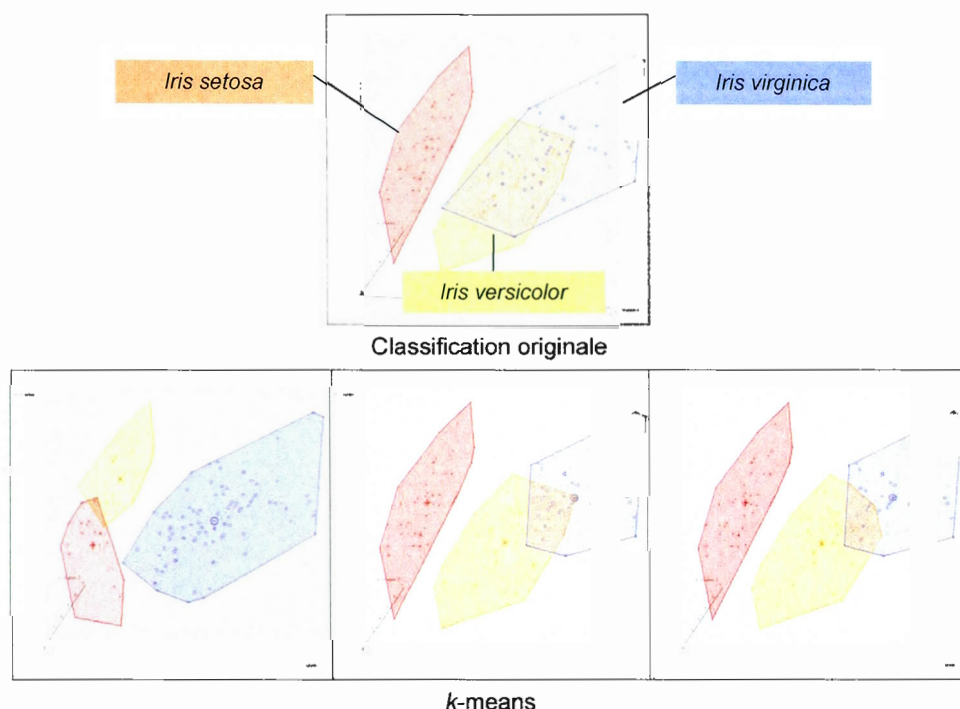 Iris setosa
Iris virginica
Iris versicolor
Classification originale
k-means